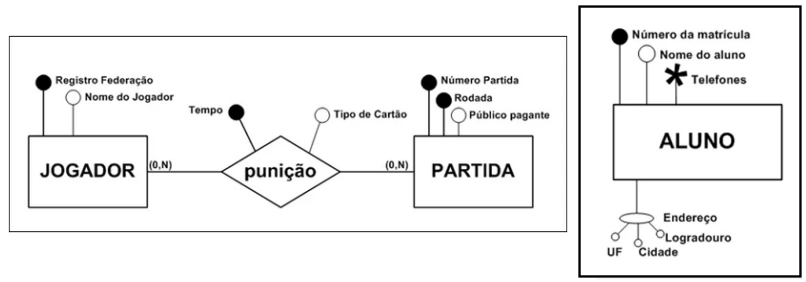 Registro Federação
Nome do Jogador
JOGADOR
(0,N)
Tempo
Tipo de Cartão
punição
(0,N)
Número Partida
Rodada
Público pagante
PARTIDA
Número da matrícula
Nome do aluno
Telefones
ALUNO
Endereço
Logradouro
UF
Cidade